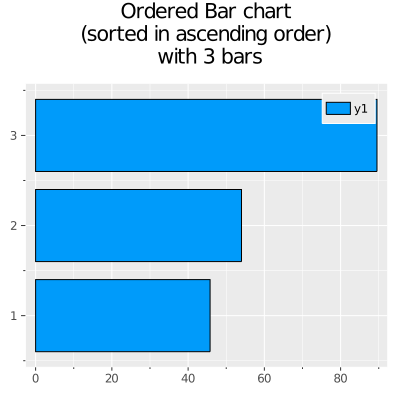 Ordered Bar chart
(sorted in ascending order)
with 3 bars
y1
3
2
1
0 20 40 60 80